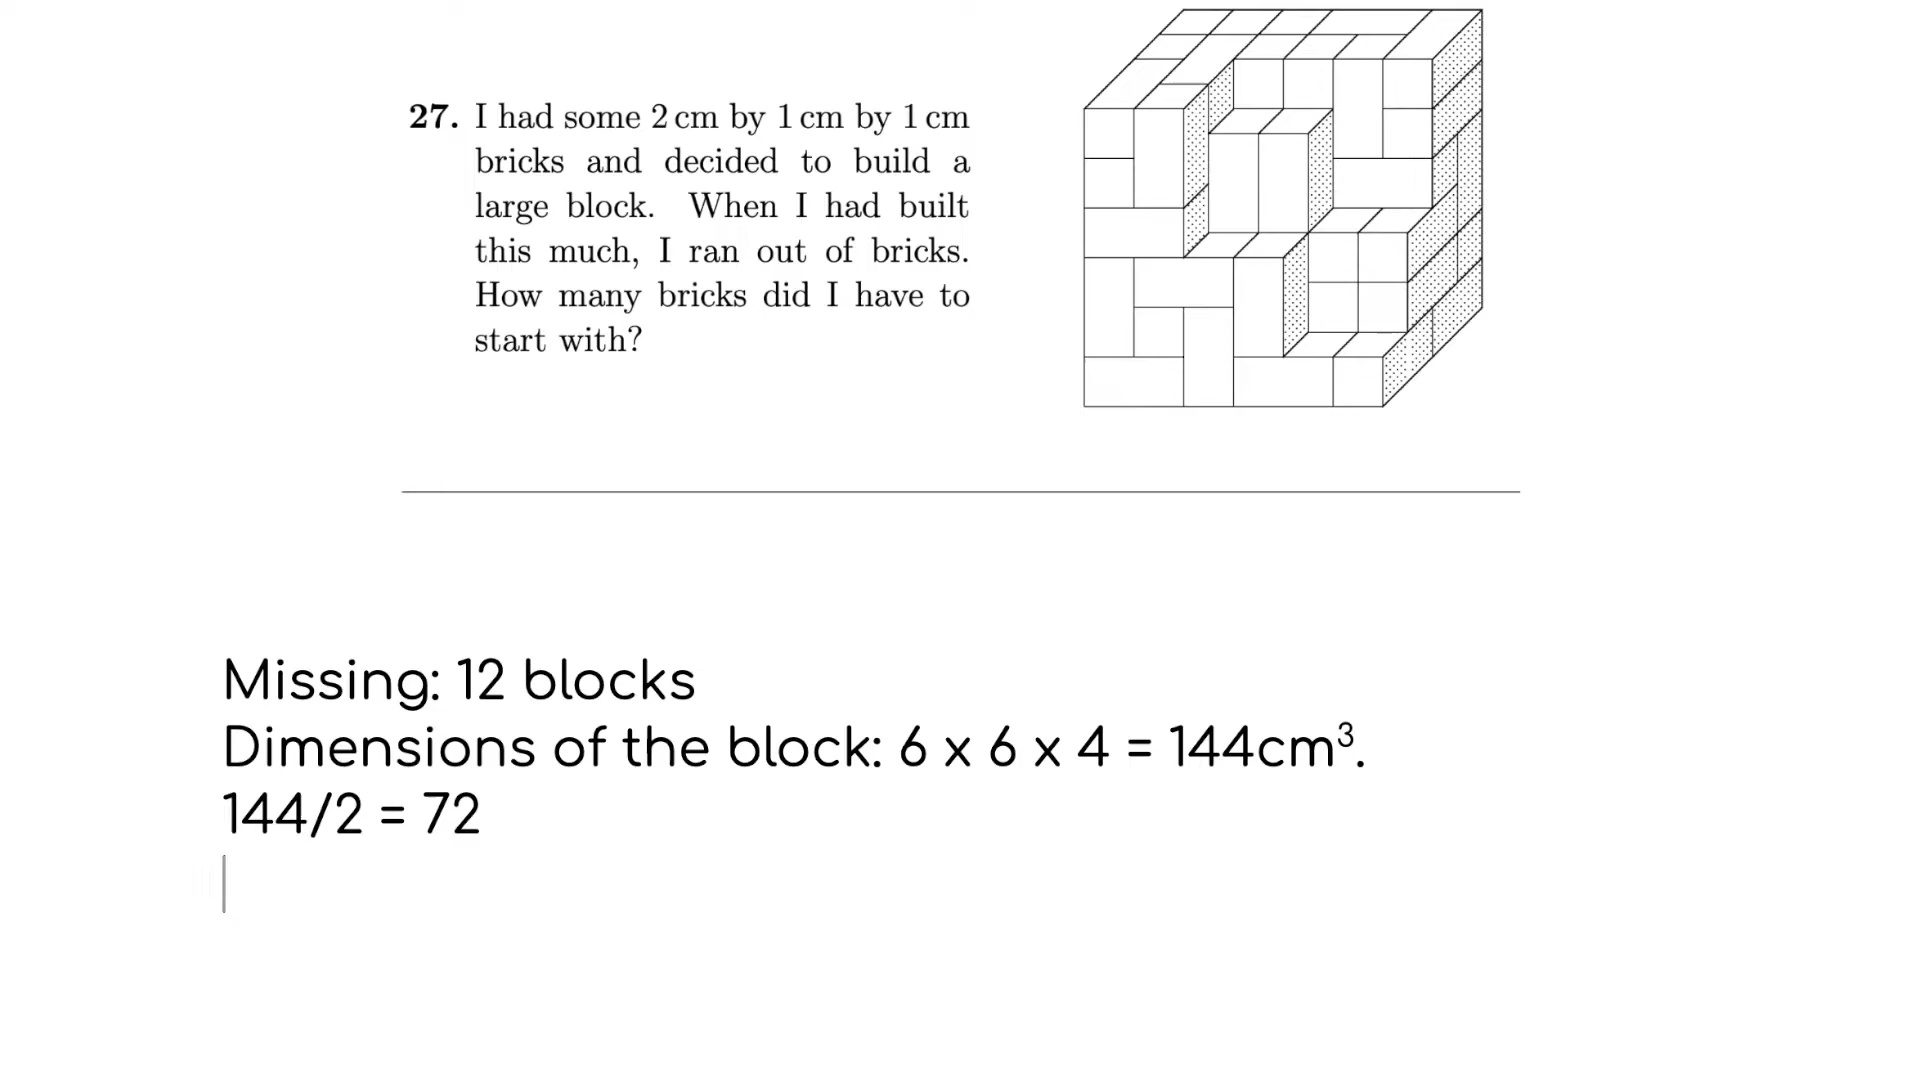 27. I had some 2 cm by 1 cm by 1 cm
bricks and decided to build a
large block. When I had built
this much, I ran out of bricks.
How many bricks did I have to
start with?
Missing: 12 blocks
Dimensions of the block: 6 x 6 x 4 = 144cm³.
144/2 = 72